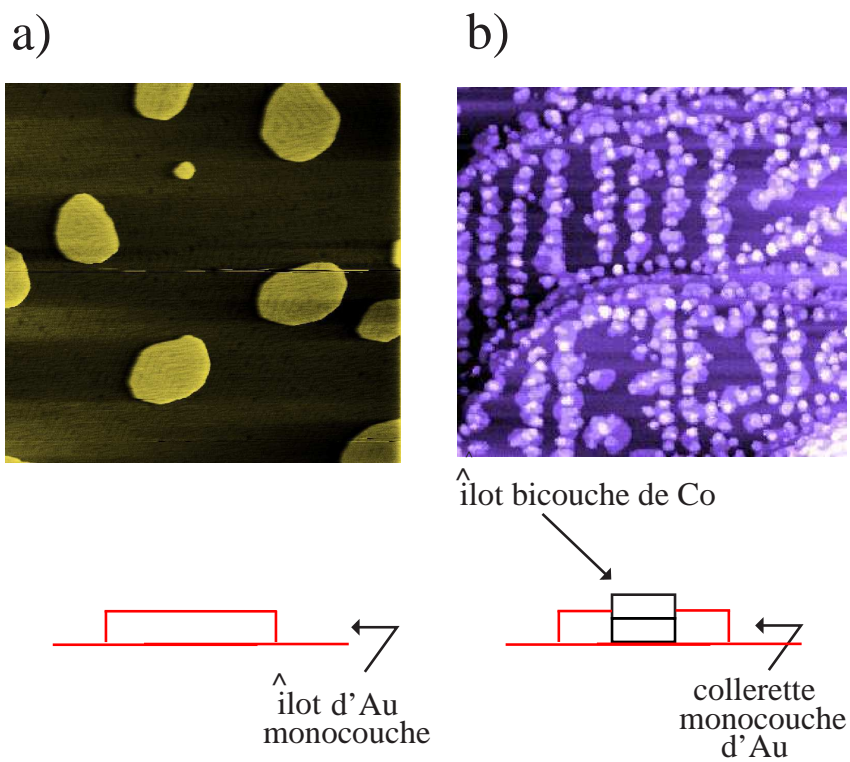 a)
b)
îlot bicouche de Co
îlot d'Au
monocouche
collerette
monocouche
d'Au